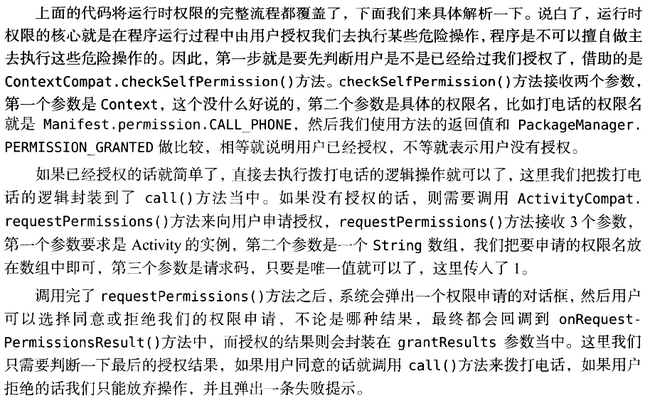 上面的代码将运行时权限的完整流程都覆盖了，下面我们来具体解析一下。说白了，运行时
权限的核心就是在程序运行过程中由用户授权我们去执行某些危险操作，程序是不可以擅自做主
去执行这些危险操作的。因此，第一步就是要先判断用户是不是已经给过我们授权了，借助的是
ContextCompat.checkSelfPermission()方法。checkSelfPermission()方法接收两个参数，
第一个参数是 Context，这个没什么好说的，第二个参数是具体的权限名，比如打电话的权限名
就是 Manifest.permission.CALL_PHONE，然后我们使用方法的返回值和 PackageManager.
PERMISSION_GRANTED 做比较，相等就说明用户已经授权，不等就表示用户没有授权。
如果已经授权的话就简单了，直接去执行拨打电话的逻辑操作就可以了，这里我们把拨打电
话的逻辑封装到了 call()方法当中。如果没有授权的话，则需要调用 ActivityCompat.
requestPermissions()方法来向用户申请授权，requestPermissions()方法接收 3 个参数，
第一个参数要求是 Activity 的实例，第二个参数是一个 String 数组，我们把要申请的权限名放
在数组中即可，第三个参数是请求码，只要是唯一值就可以了，这里传入了 1。
调用完了 requestPermissions()方法之后，系统会弹出一个权限申请的对话框，然后用户
可以选择同意或拒绝我们的权限申请，不论是哪种结果，最终都会回调到 onRequest-
PermissionsResult()方法中，而授权的结果则会封装在 grantResults 参数当中。这里我们
只需要判断一下最后的授权结果，如果用户同意的话就调用 call()方法来拨打电话，如果用户
拒绝的话我们只能放弃操作，并且弹出一条失败提示。